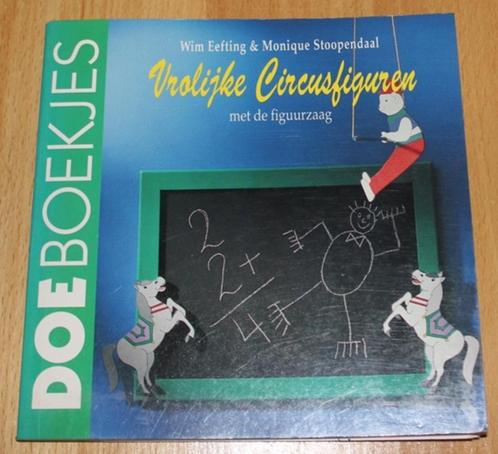 Wim Eefting & Monique Stoopendaal
Vrolijke Circusfiguren
met de figuurzaag
DOEBOEKJES
2
2+
4